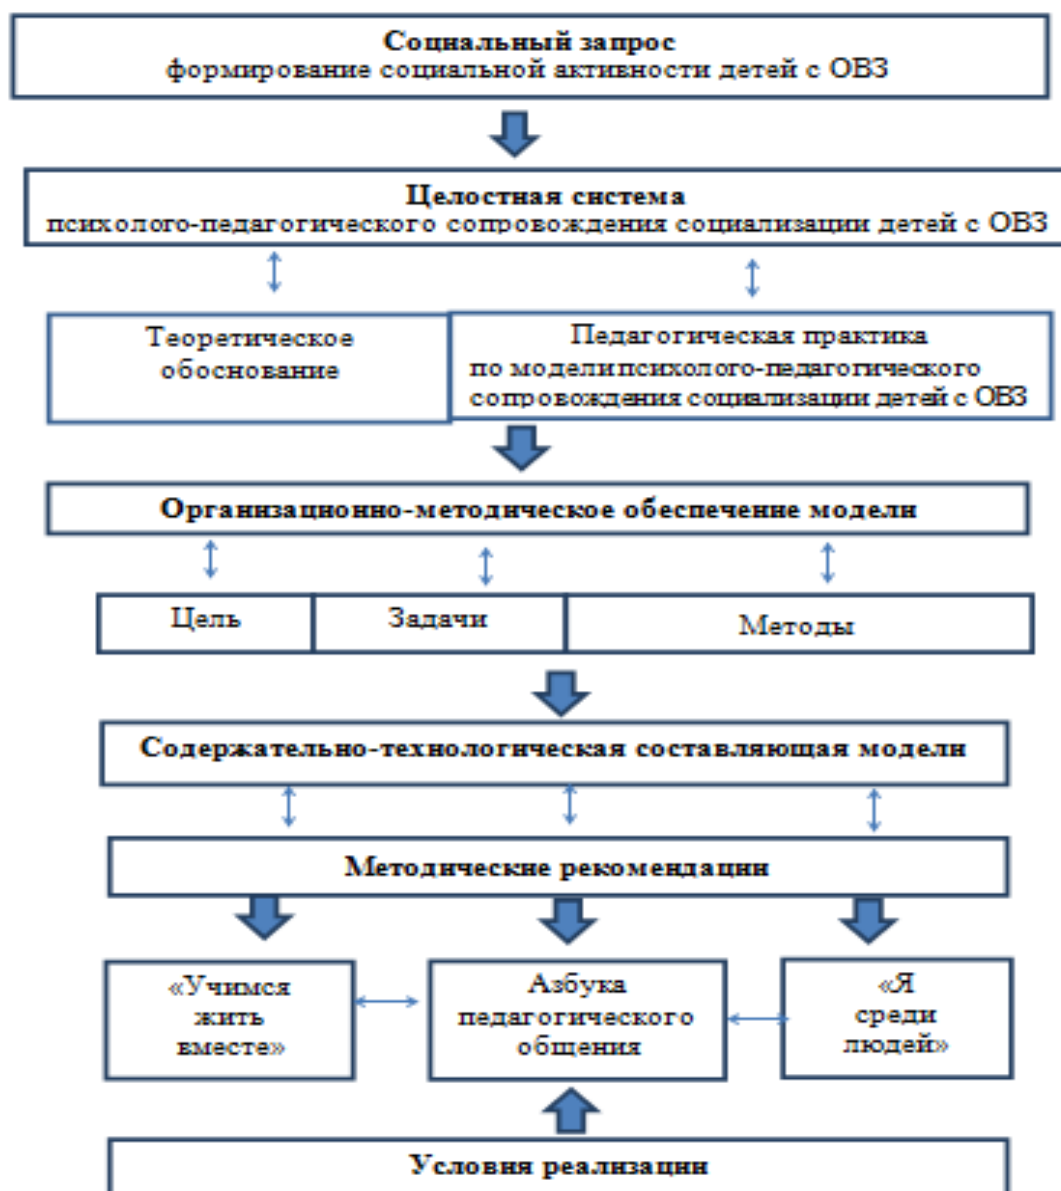 Социальный запрос
формирование социальной активности детей с ОВЗ
Целостная система
психолого-педагогического сопровождения социализации детей с ОВЗ
Теоретическое
обоснование
Педагогическая практика
по модели психолого-педагогического
сопровождения социализации детей с ОВЗ
Организационно-методическое обеспечение модели
Цель
Задачи
Методы
Содержательно-технологическая составляющая модели
Методические рекомендации
«Учимся
жить
вместе»
Азбука
педагогического
общения
«Я
среди
людей»
Условия реализации